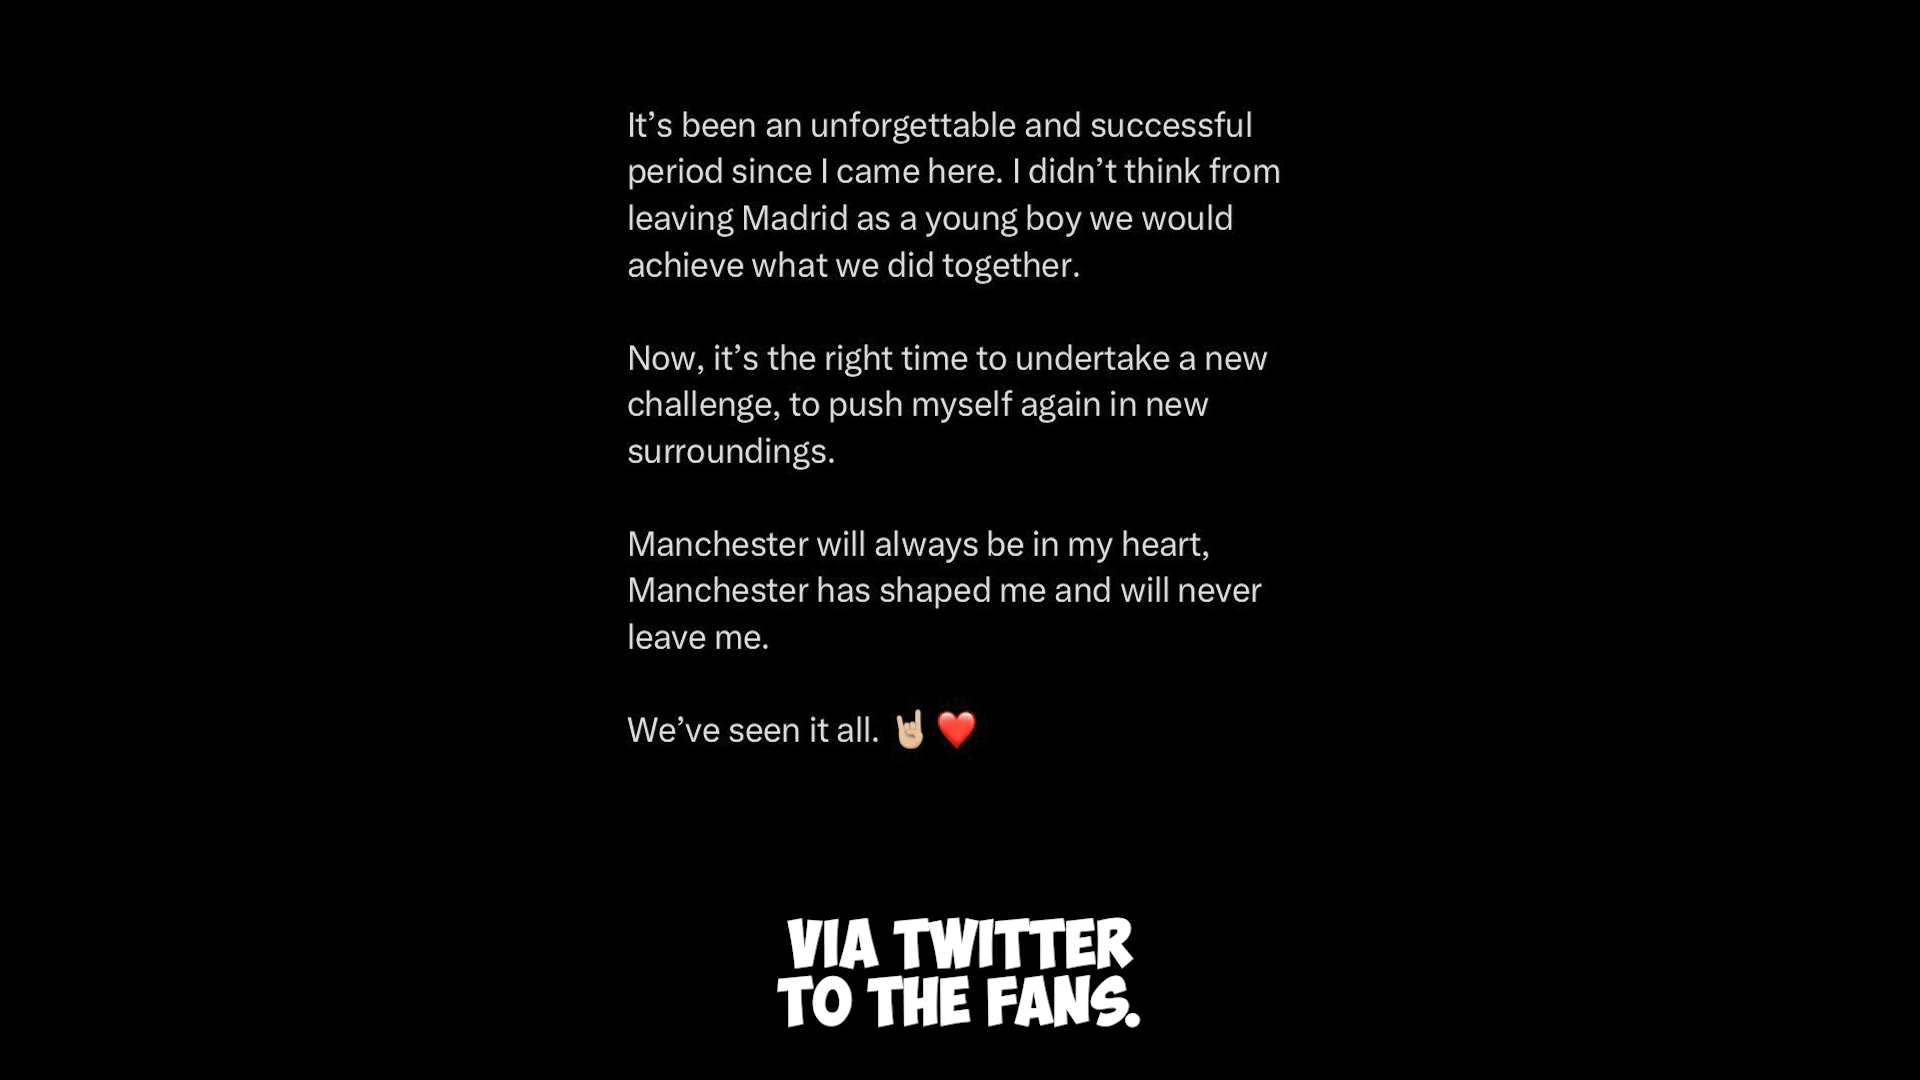 It’s been an unforgettable and successful
period since I came here. I didn’t think from
leaving Madrid as a young boy we would
achieve what we did together.
Now, it’s the right time to undertake a new
challenge, to push myself again in new
surroundings.
Manchester will always be in my heart,
Manchester has shaped me and will never
leave me.
We’ve seen it all. 🤘🏼❤️
VIA TWITTER
TO THE FANS.